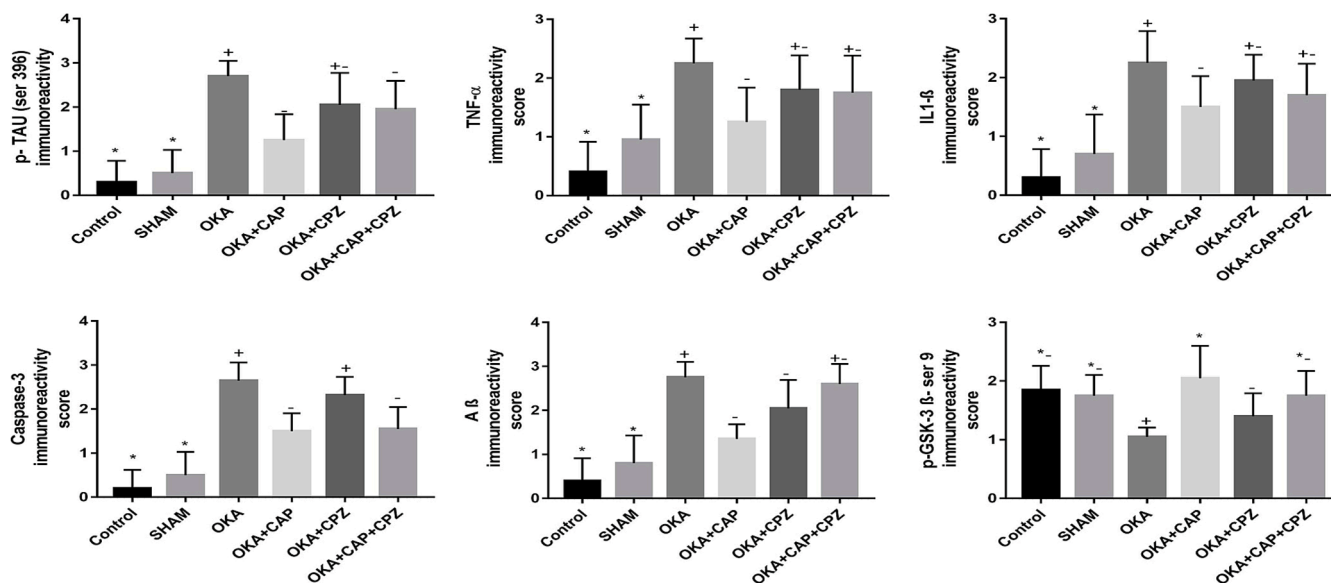 p- TAU (ser 396)
immunoreactivity
score
4
3
2
1
0
*
*
+
-
+-
-
Control
SHAM
OKA
OKA+CAP
OKA+CPZ
OKA+CAP+CPZ
TNF-α
immunoreactivity
score
3
2
1
0
*
*
+
-
+-
+-
Control
SHAM
OKA
OKA+CAP
OKA+CPZ
OKA+CAP+CPZ
IL1-ß
immunoreactivity
score
3
2
1
0
*
*
+
-
+-
+-
Control
SHAM
OKA
OKA+CAP
OKA+CPZ
OKA+CAP+CPZ
Caspase-3
immunoreactivity
score
4
3
2
1
0
*
*
+
-
+
-
Control
SHAM
OKA
OKA+CAP
OKA+CPZ
OKA+CAP+CPZ
A ß
immunoreactivity
score
4
3
2
1
0
*
*
+
-
-
+-
Control
SHAM
OKA
OKA+CAP
OKA+CPZ
OKA+CAP+CPZ
p-GSK-3 ß- ser 9
immunoreactivity
score
3
2
1
0
*-
*-
+
*
-
*-
Control
SHAM
OKA
OKA+CAP
OKA+CPZ
OKA+CAP+CPZ